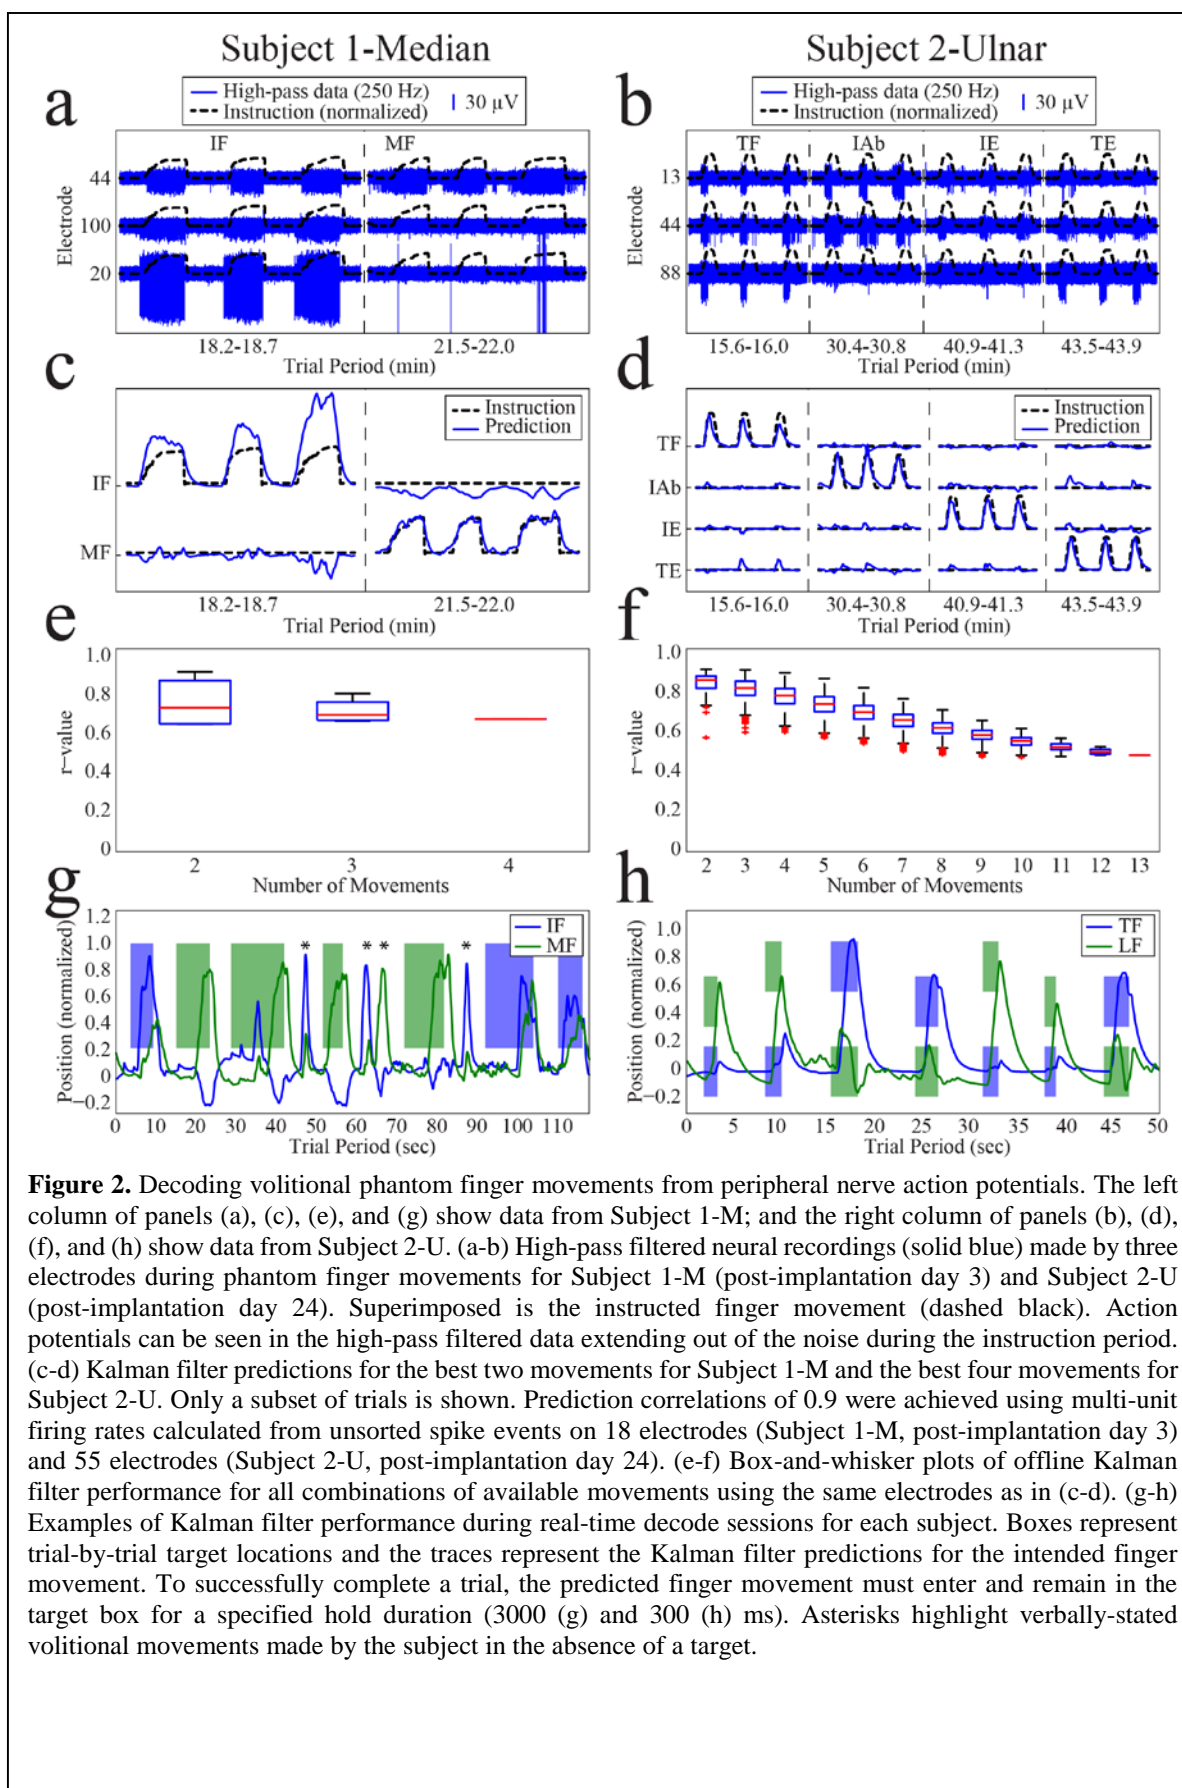 Subject 1-Median
Subject 2-Ulnar
a
High-pass data (250 Hz)
Instruction (normalized)
30 µV
IF
MF
Electrode
44
100
20
18.2-18.7
21.5-22.0
Trial Period (min)
b
High-pass data (250 Hz)
Instruction (normalized)
30 µV
TF
IAb
IE
TE
Electrode
13
44
88
15.6-16.0
30.4-30.8
40.9-41.3
43.5-43.9
Trial Period (min)
c
Instruction
Prediction
IF
MF
18.2-18.7
21.5-22.0
Trial Period (min)
d
Instruction
Prediction
TF
IAb
IE
TE
15.6-16.0
30.4-30.8
40.9-41.3
43.5-43.9
Trial Period (min)
e
r-value
1.0
0.8
0.6
0.4
0.2
0
2
3
4
Number of Movements
f
r-value
1.0
0.8
0.6
0.4
0.2
0
2 3 4 5 6 7 8 9 10 11 12 13
Number of Movements
g
IF
MF
* * * *
Position (normalized)
1.2
1.0
0.8
0.6
0.4
0.2
0
−0.2
0 10 20 30 40 50 60 70 80 90 100 110
Trial Period (sec)
h
TF
LF
Position (normalized)
1.0
0.8
0.6
0.4
0.2
0
−0.2
0 5 10 15 20 25 30 35 40 45 50
Trial Period (sec)
Figure 2. Decoding volitional phantom finger movements from peripheral nerve action potentials. The left
column of panels (a), (c), (e), and (g) show data from Subject 1-M; and the right column of panels (b), (d),
(f), and (h) show data from Subject 2-U. (a-b) High-pass filtered neural recordings (solid blue) made by three
electrodes during phantom finger movements for Subject 1-M (post-implantation day 3) and Subject 2-U
(post-implantation day 24). Superimposed is the instructed finger movement (dashed black). Action
potentials can be seen in the high-pass filtered data extending out of the noise during the instruction period.
(c-d) Kalman filter predictions for the best two movements for Subject 1-M and the best four movements for
Subject 2-U. Only a subset of trials is shown. Prediction correlations of 0.9 were achieved using multi-unit
firing rates calculated from unsorted spike events on 18 electrodes (Subject 1-M, post-implantation day 3)
and 55 electrodes (Subject 2-U, post-implantation day 24). (e-f) Box-and-whisker plots of offline Kalman
filter performance for all combinations of available movements using the same electrodes as in (c-d). (g-h)
Examples of Kalman filter performance during real-time decode sessions for each subject. Boxes represent
trial-by-trial target locations and the traces represent the Kalman filter predictions for the intended finger
movement. To successfully complete a trial, the predicted finger movement must enter and remain in the
target box for a specified hold duration (3000 (g) and 300 (h) ms). Asterisks highlight verbally-stated
volitional movements made by the subject in the absence of a target.